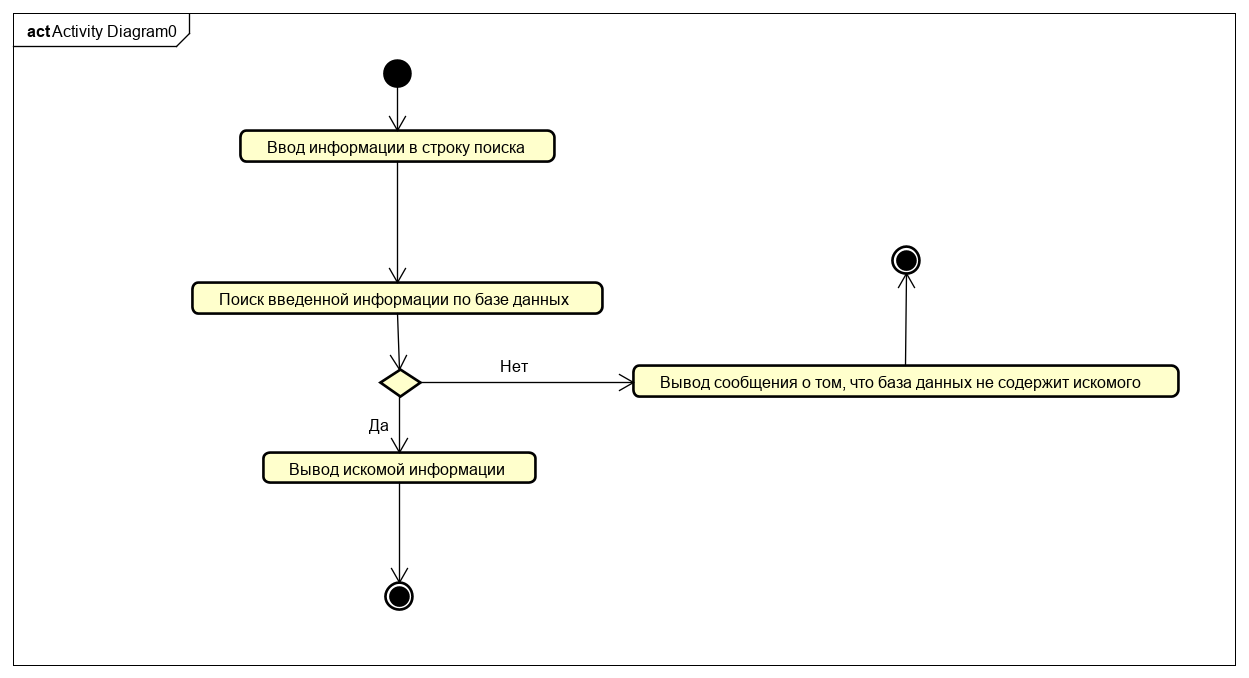 act Activity Diagram0
Ввод информации в строку поиска
Поиск введенной информации по базе данных
Нет
Вывод сообщения о том, что база данных не содержит искомого
Да
Вывод искомой информации